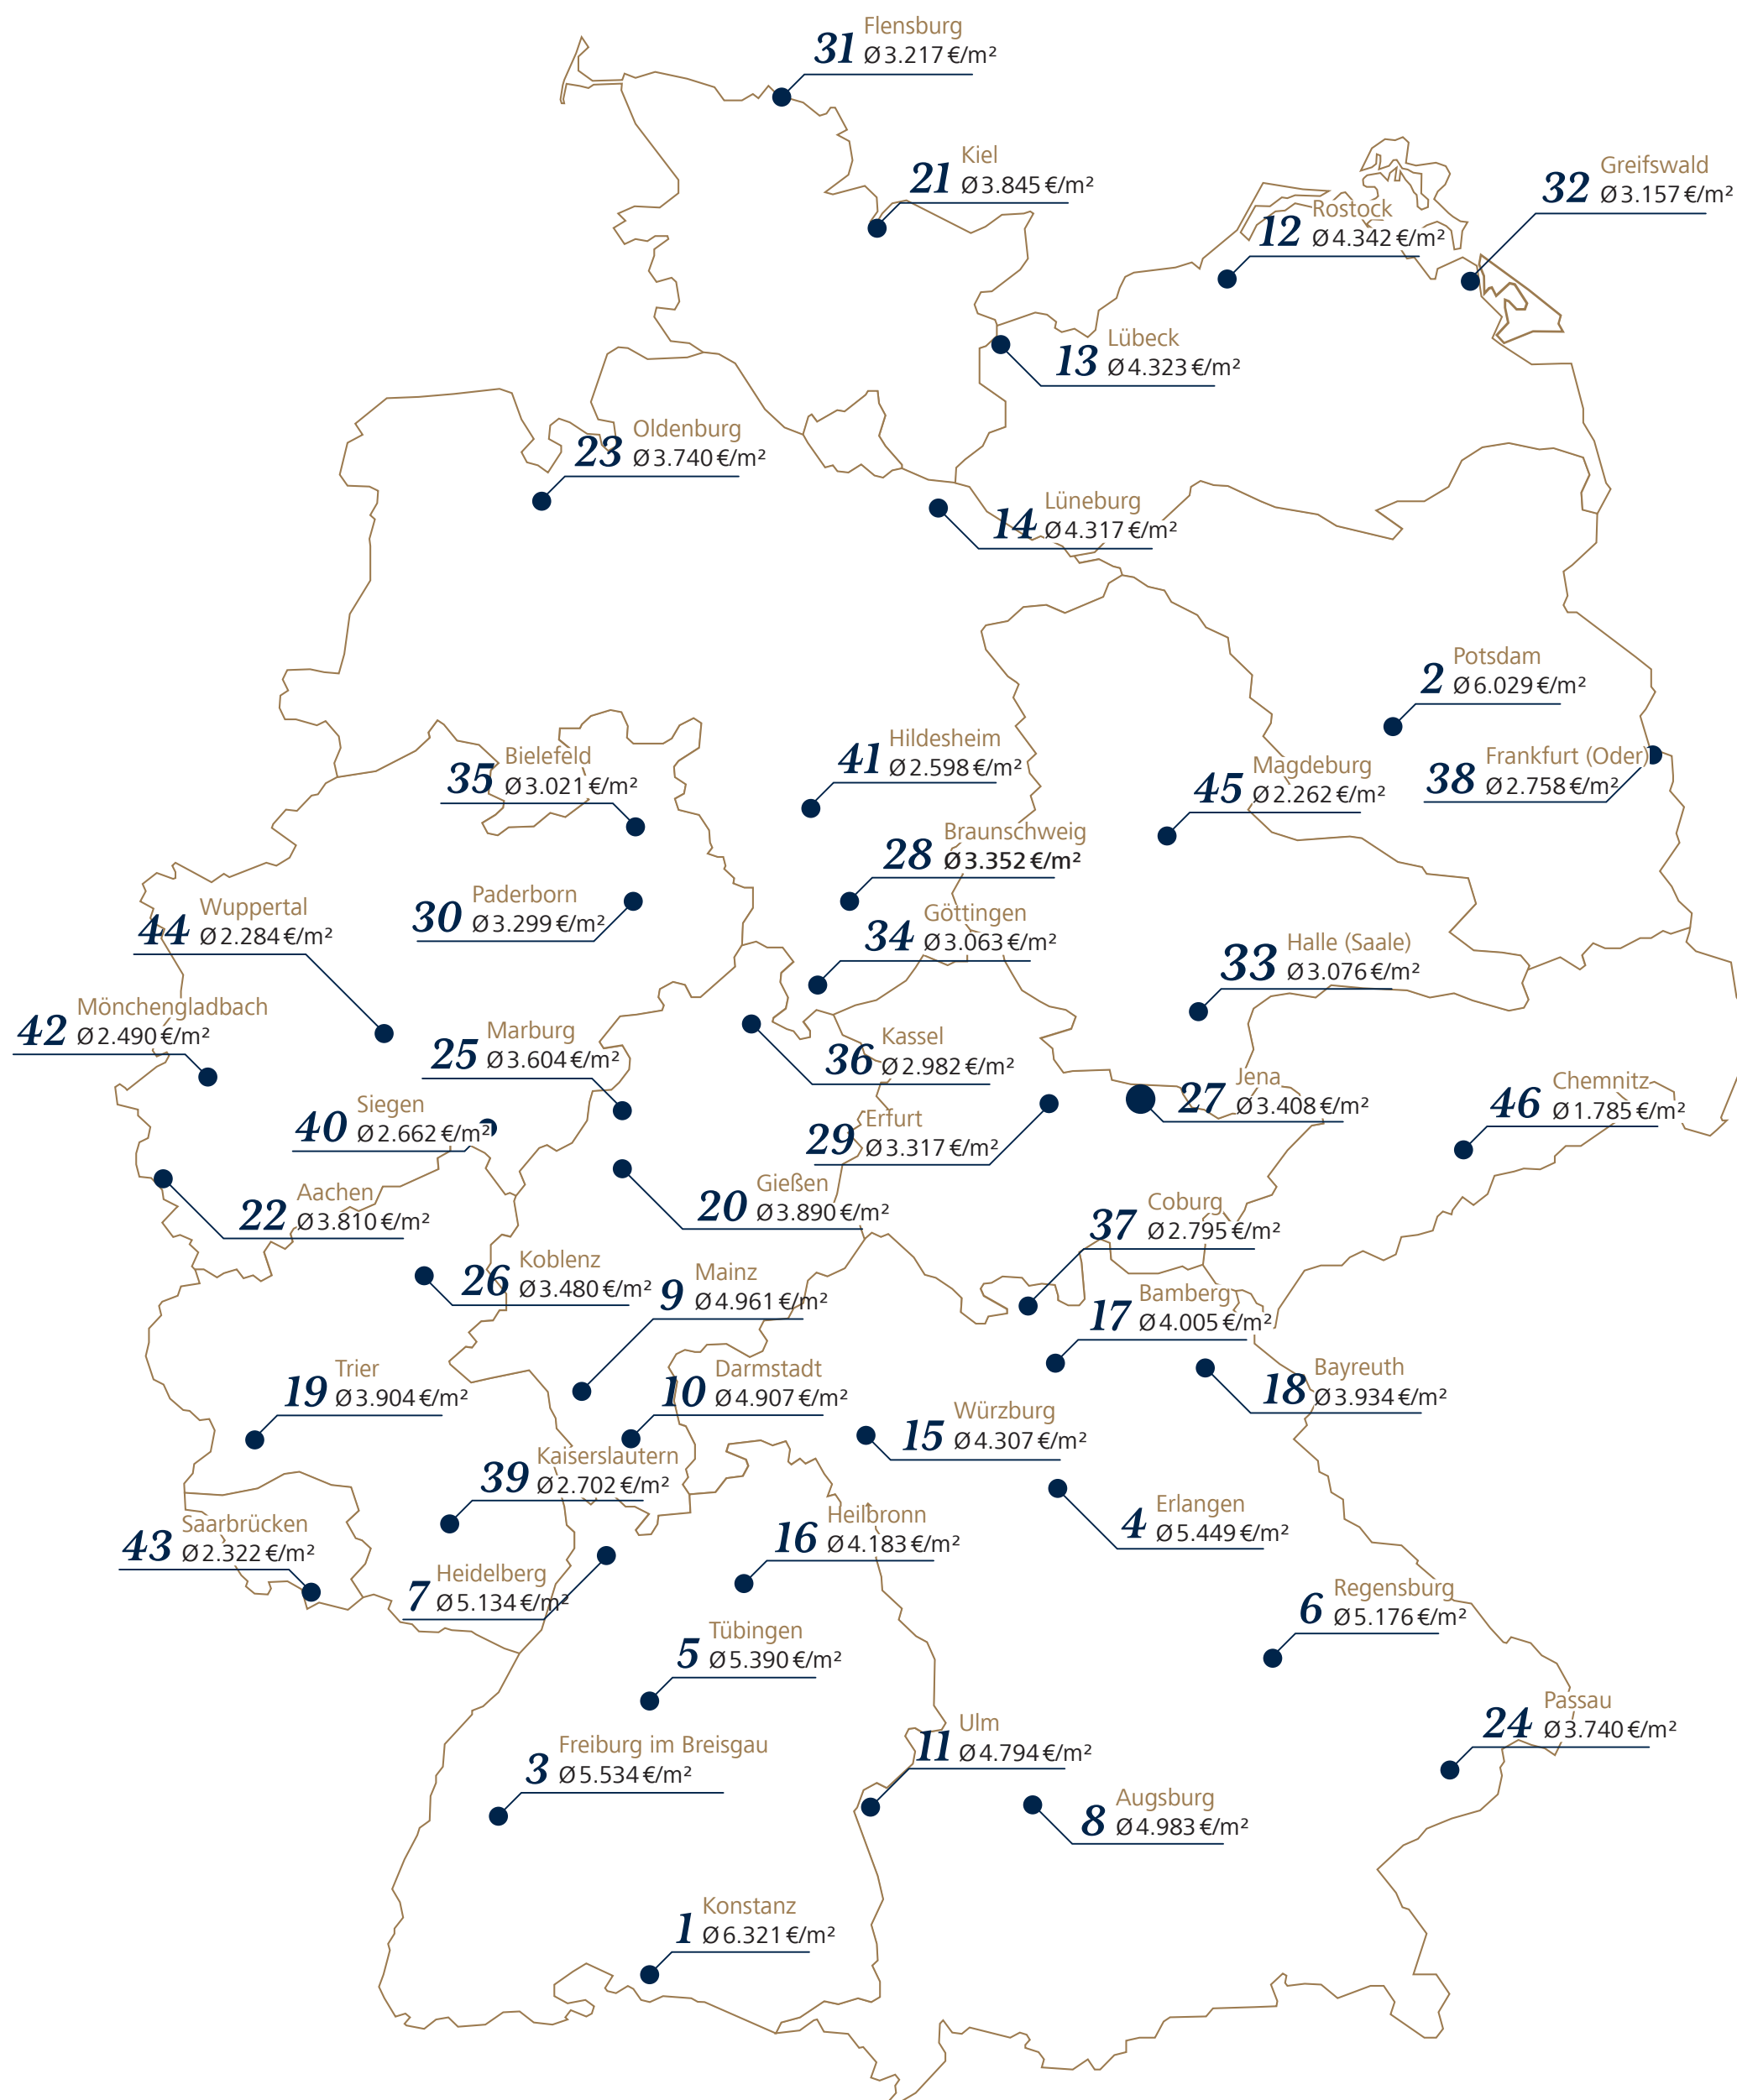 31 Flensburg
Ø 3.217 €/m²
21 Kiel
Ø 3.845 €/m²
32 Greifswald
Ø 3.157 €/m²
12 Rostock
Ø 4.342 €/m²
13 Lübeck
Ø 4.323 €/m²
23 Oldenburg
Ø 3.740 €/m²
14 Lüneburg
Ø 4.317 €/m²
2 Potsdam
Ø 6.029 €/m²
41 Hildesheim
Ø 2.598 €/m²
35 Bielefeld
Ø 3.021 €/m²
45 Magdeburg
Ø 2.262 €/m²
38 Frankfurt (Oder)
Ø 2.758 €/m²
28 Braunschweig
Ø 3.352 €/m²
30 Paderborn
Ø 3.299 €/m²
44 Wuppertal
Ø 2.284 €/m²
34 Göttingen
Ø 3.063 €/m²
33 Halle (Saale)
Ø 3.076 €/m²
42 Mönchengladbach
Ø 2.490 €/m²
25 Marburg
Ø 3.604 €/m²
36 Kassel
Ø 2.982 €/m²
27 Jena
Ø 3.408 €/m²
46 Chemnitz
Ø 1.785 €/m²
40 Siegen
Ø 2.662 €/m²
29 Erfurt
Ø 3.317 €/m²
22 Aachen
Ø 3.810 €/m²
20 Gießen
Ø 3.890 €/m²
37 Coburg
Ø 2.795 €/m²
26 Koblenz
Ø 3.480 €/m²
9 Mainz
Ø 4.961 €/m²
17 Bamberg
Ø 4.005 €/m²
19 Trier
Ø 3.904 €/m²
10 Darmstadt
Ø 4.907 €/m²
18 Bayreuth
Ø 3.934 €/m²
15 Würzburg
Ø 4.307 €/m²
39 Kaiserslautern
Ø 2.702 €/m²
4 Erlangen
Ø 5.449 €/m²
43 Saarbrücken
Ø 2.322 €/m²
16 Heilbronn
Ø 4.183 €/m²
7 Heidelberg
Ø 5.134 €/m²
6 Regensburg
Ø 5.176 €/m²
5 Tübingen
Ø 5.390 €/m²
24 Passau
Ø 3.740 €/m²
11 Ulm
Ø 4.794 €/m²
3 Freiburg im Breisgau
Ø 5.534 €/m²
8 Augsburg
Ø 4.983 €/m²
1 Konstanz
Ø 6.321 €/m²